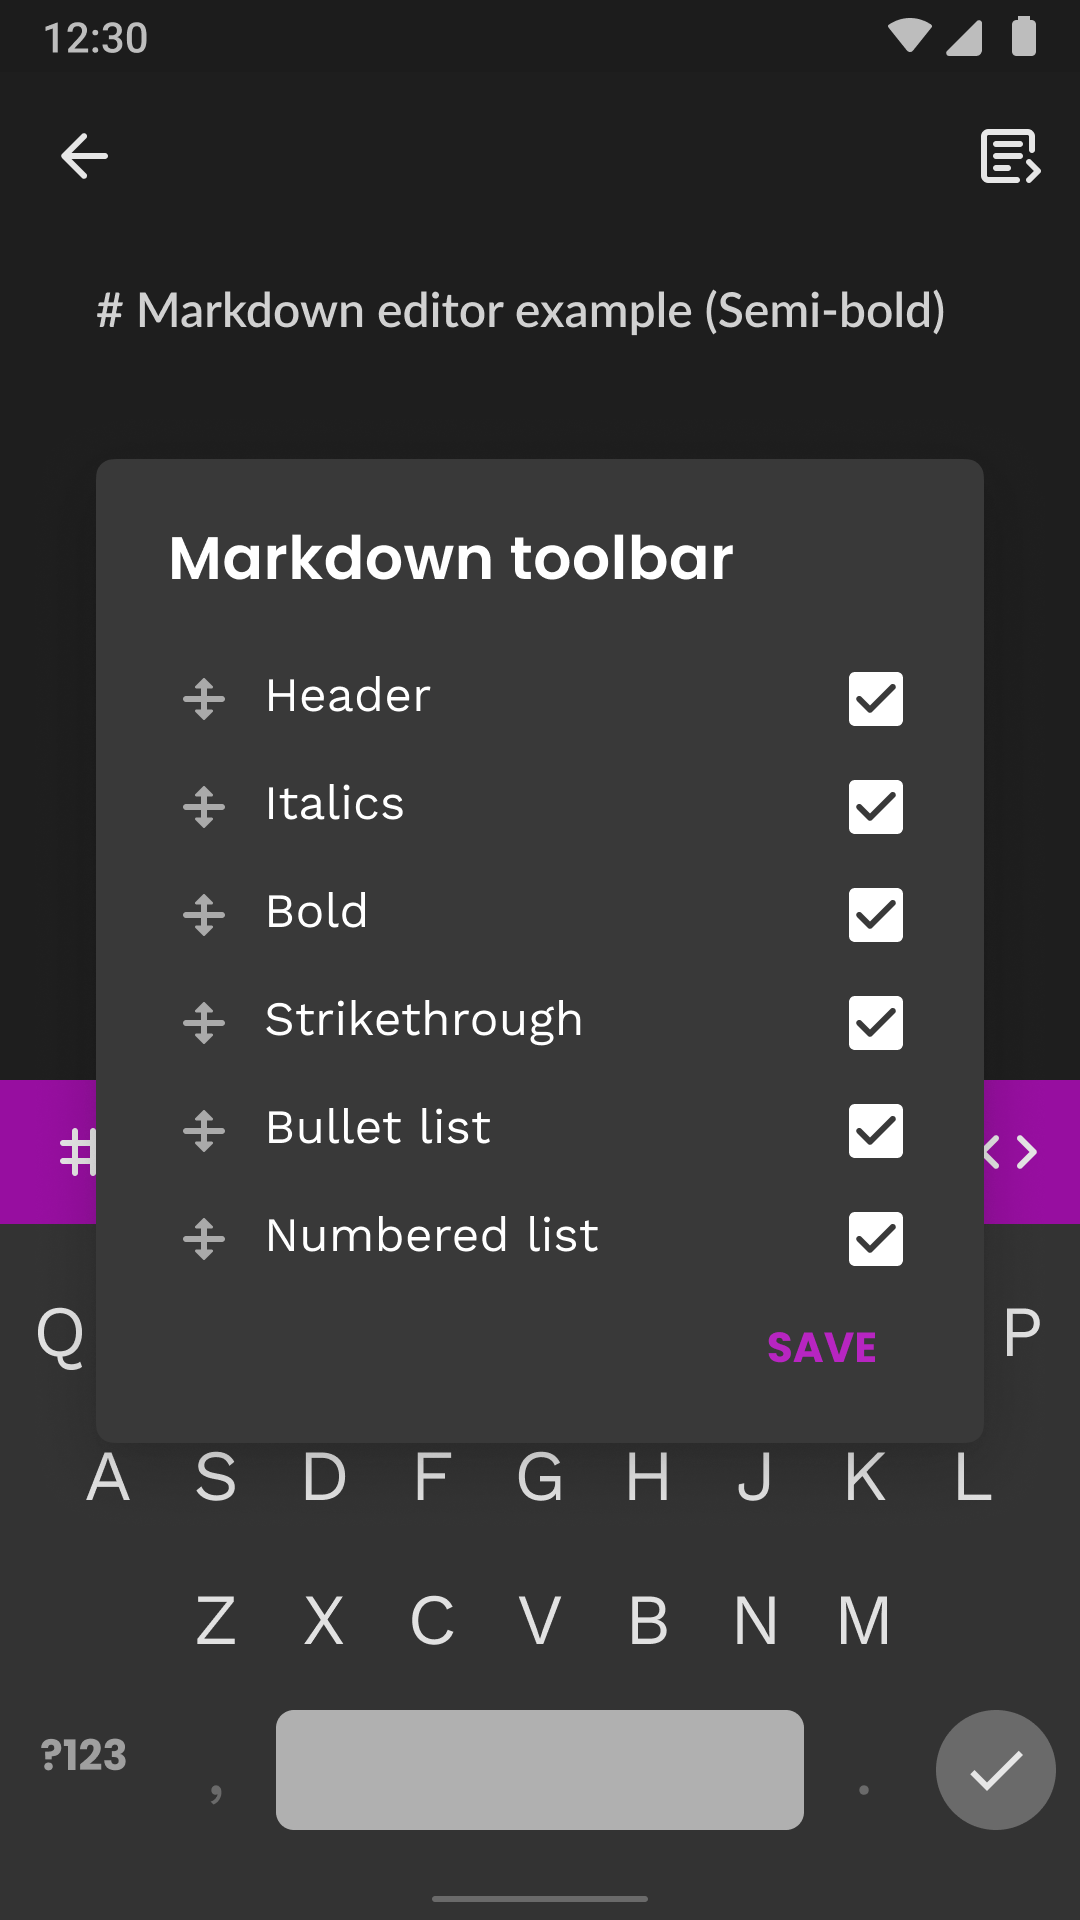 12:30
# Markdown editor example (Semi-bold)
Markdown toolbar
Header
Italics
Bold
Strikethrough
Bullet list
Numbered list
SAVE
#
< >
Q P
A S D F G H J K L
Z X C V B N M
?123 , .